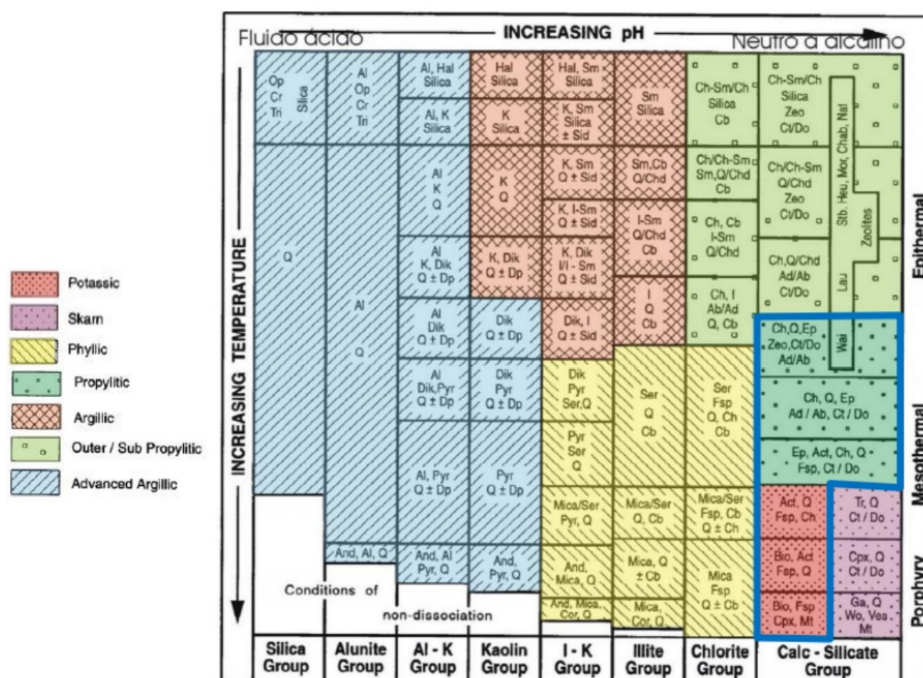 INCREASING pH
Fluido ácido
Neutro a alcalino
INCREASING TEMPERATURE
Potassic
Skarn
Phyllic
Propylitic
Argillic
Outer / Sub Propylitic
Advanced Argillic
Op
Cr
Tri
Silica
Q
Al
Op
Cr
Tri
Al
Q
And, Al, Q
Al, Hal
Silica
Al, K
Silica
Al
K
Q
Al
K, Dik
Q ± Dp
Al
Dik
Q ± Dp
Al
Dik,Pyr
Q ± Dp
Al, Pyr
Q ± Dp
And, Al
Pyr, Q
Hal
Silica
K
Silica
K
Q
K, Dik
Q ± Dp
Dik
Q ± Dp
Dik
Pyr
Q ± Dp
Pyr
Q ± Dp
And,
Pyr, Q
Hal, Sm
Silica
K, Sm
Silica
± Sid
K, Sm
Q ± Sid
K, I-Sm
Q ± Sid
K, Dik
I/I - Sm
Q ± Sid
Dik, I
Q ± Sid
Dik
Pyr
Ser,Q
Pyr
Ser
Q
Mica/Ser
Pyr, Q
And,
Mica, Q
And, Mica,
Cor, Q
Sm
Silica
Sm,Cb
Q/Chd
I-Sm
Q/Chd
Cb
I
Q
Cb
Ser
Q
Cb
Mica/Ser
Q, Cb
Mica, Q
± Cb
Mica,
Cor, Q
Ch-Sm/Ch
Silica
Cb
Ch/Ch-Sm
Sm,Q/Chd
Cb
Ch, Cb
I-Sm
Q/Chd
Ch, I
Ab/Ad
Q, Cb
Ser
Fsp
Q, Ch
Cb
Mica/Ser
Fsp, Cb
Q ± Ch
Mica
Fsp
Q ± Cb
Ch-Sm/Ch
Silica
Zeo
Ct/Do
Ch/Ch-Sm
Q/Chd
Zeo
Ct/Do
Ch,Q/Chd
Ad/Ab
Ct/Do
Ch,Q,Ep
Zeo,Ct/Do
Ad/Ab
Ch, Q, Ep
Ad / Ab, Ct / Do
Ep, Act, Ch, Q
Fsp, Ct / Do
Act, Q
Fsp, Ch
Bio, Act
Fsp, Q
Bio, Fsp
Cpx, Mt
Tr, Q
Ct / Do
Cpx, Q
Ct / Do
Ga, Q
Wo, Ves
Mt
Stb, Heu, Mor, Chab, Nat
Lau
Wai
Zeolites
Epithermal
Mesothermal
Porphyry
Conditions of
non-dissociation
Silica
Group
Alunite
Group
Al - K
Group
Kaolin
Group
I - K
Group
Illite
Group
Chlorite
Group
Calc - Silicate
Group